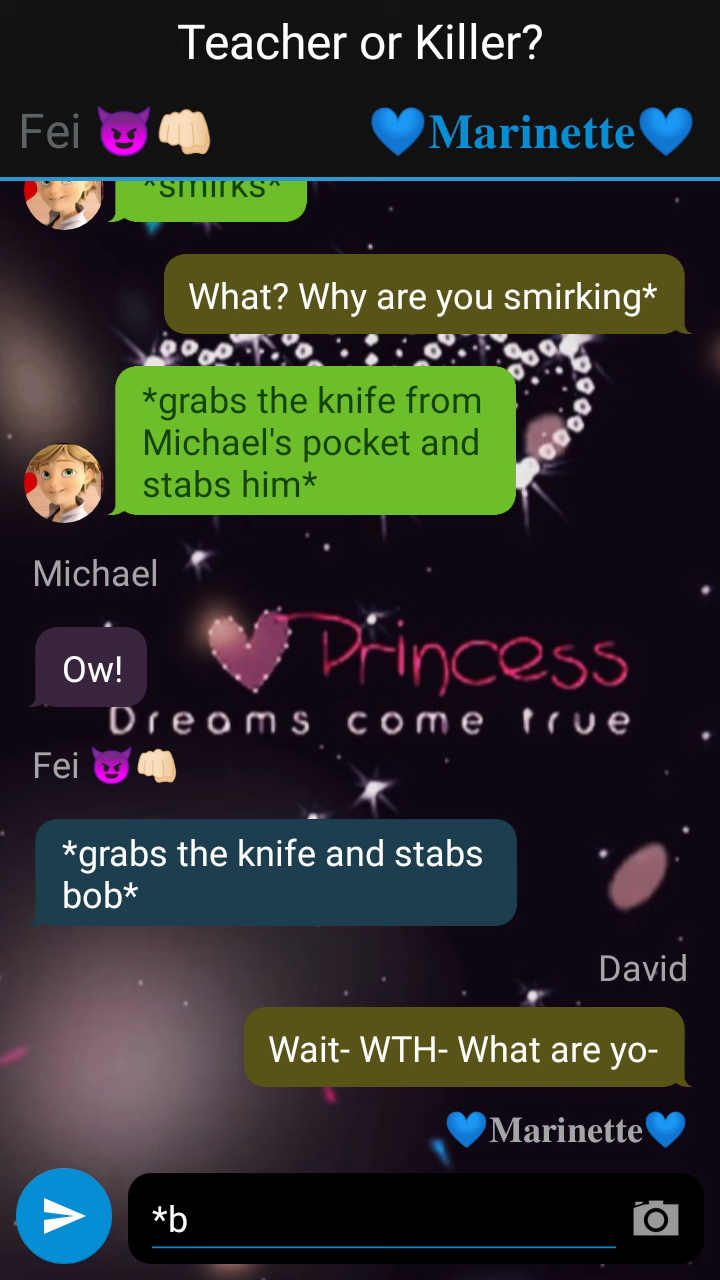 Teacher or Killer?
Fei 😈👊🏻 💙Marinette💙
*smirks*
What? Why are you smirking*
*grabs the knife from
Michael's pocket and
stabs him*
Michael
Ow!
Princess
Dreams come true
Fei 😈👊🏻
*grabs the knife and stabs
bob*
David
Wait- WTH- What are yo-
💙Marinette💙
*b